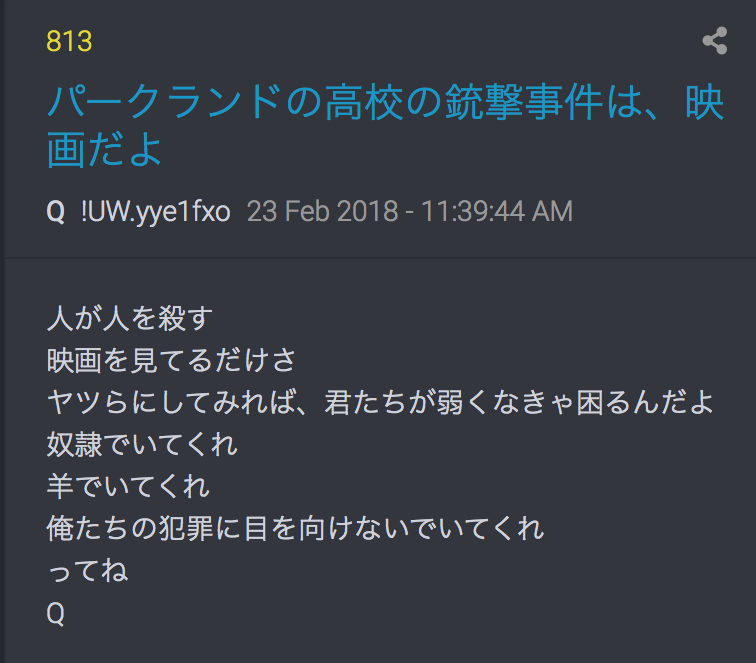 813
パークランドの高校の銃撃事件は、映
画だよ
Q !UW.yye1fxo 23 Feb 2018 - 11:39:44 AM
人が人を殺す
映画を見てるだけさ
ヤツらにしてみれば、君たちが弱くなきゃ困るんだよ
奴隷でいてくれ
羊でいてくれ
俺たちの犯罪に目を向けないでいてくれ
ってね
Q